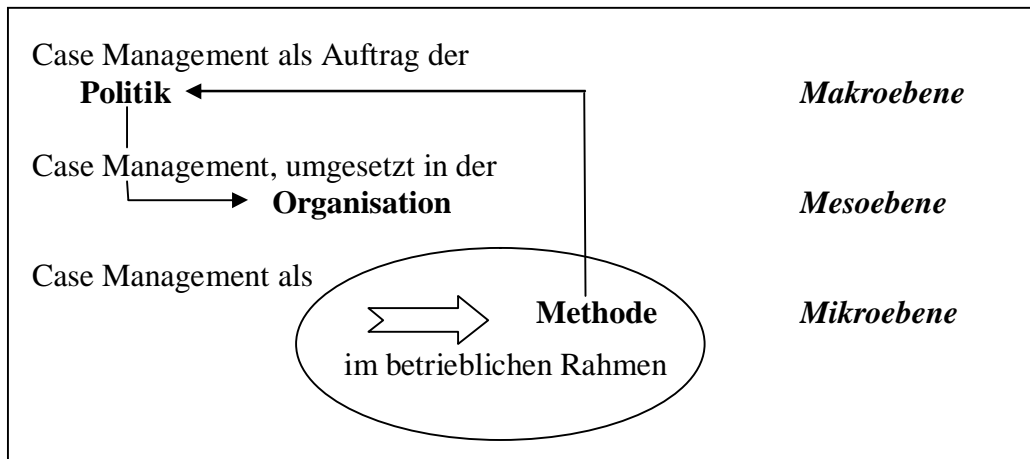 Case Management als Auftrag der
Politik Makroebene
Case Management, umgesetzt in der
Organisation Mesoebene
Case Management als
Methode Mikroebene
im betrieblichen Rahmen